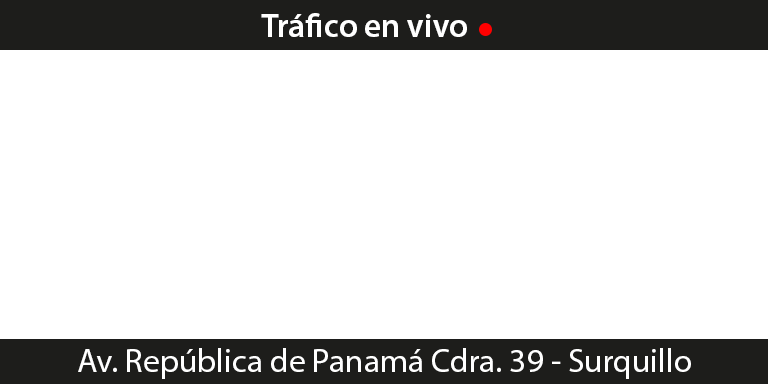 Tráfico en vivo
Av. República de Panamá Cdra. 39 - Surquillo